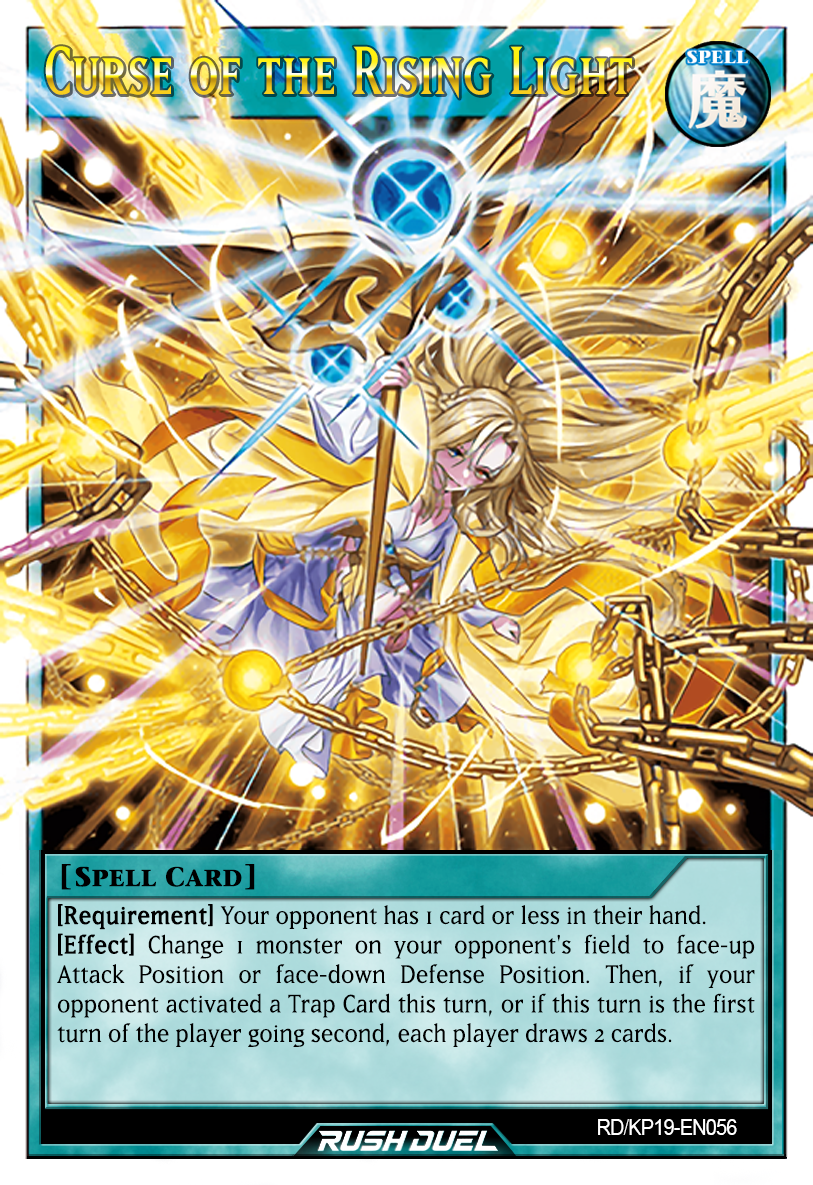 Curse of the Rising Light
SPELL
魔
[Spell Card]
[Requirement] Your opponent has 1 card or less in their hand.
[Effect] Change 1 monster on your opponent's field to face-up
Attack Position or face-down Defense Position. Then, if your
opponent activated a Trap Card this turn, or if this turn is the first
turn of the player going second, each player draws 2 cards.
RD/KP19-EN056
RUSH DUEL